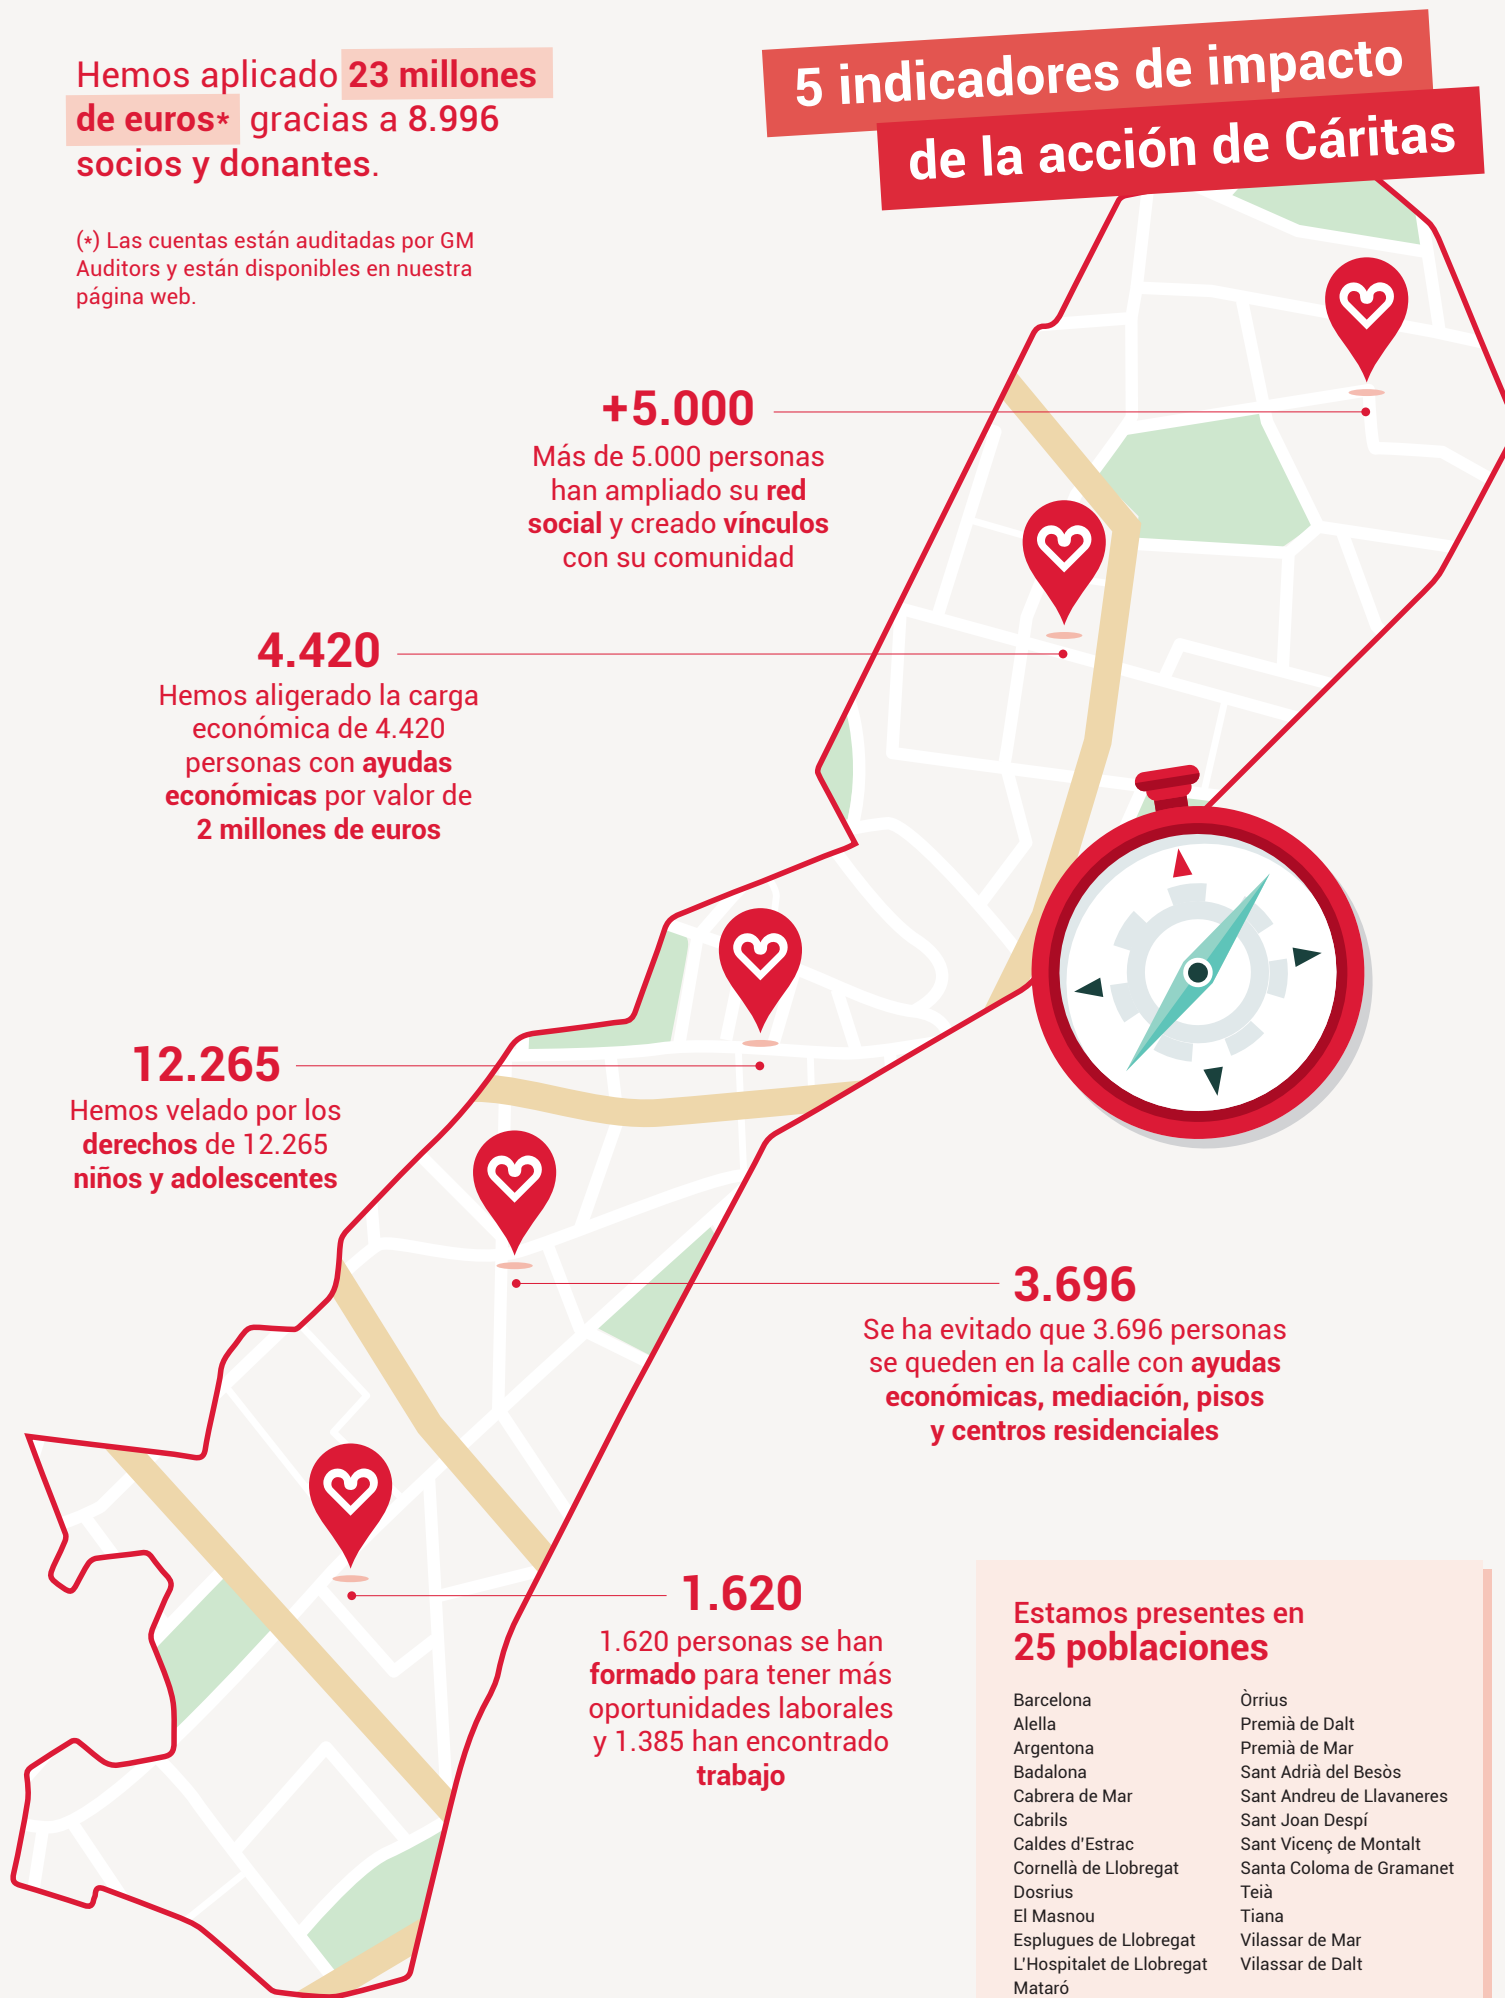 Hemos aplicado 23 millones
de euros* gracias a 8.996
socios y donantes.
(*) Las cuentas están auditadas por GM
Auditors y están disponibles en nuestra
página web.
5 indicadores de impacto
de la acción de Cáritas
+5.000
Más de 5.000 personas
han ampliado su red
social y creado vínculos
con su comunidad
4.420
Hemos aligerado la carga
económica de 4.420
personas con ayudas
económicas por valor de
2 millones de euros
12.265
Hemos velado por los
derechos de 12.265
niños y adolescentes
3.696
Se ha evitado que 3.696 personas
se queden en la calle con ayudas
económicas, mediación, pisos
y centros residenciales
1.620
1.620 personas se han
formado para tener más
oportunidades laborales
y 1.385 han encontrado
trabajo
Estamos presentes en
25 poblaciones
Barcelona
Alella
Argentona
Badalona
Cabrera de Mar
Cabrils
Caldes d'Estrac
Cornellà de Llobregat
Dosrius
El Masnou
Esplugues de Llobregat
L'Hospitalet de Llobregat
Mataró
Òrrius
Premià de Dalt
Premià de Mar
Sant Adrià del Besòs
Sant Andreu de Llavaneres
Sant Joan Despí
Sant Vicenç de Montalt
Santa Coloma de Gramanet
Teià
Tiana
Vilassar de Mar
Vilassar de Dalt